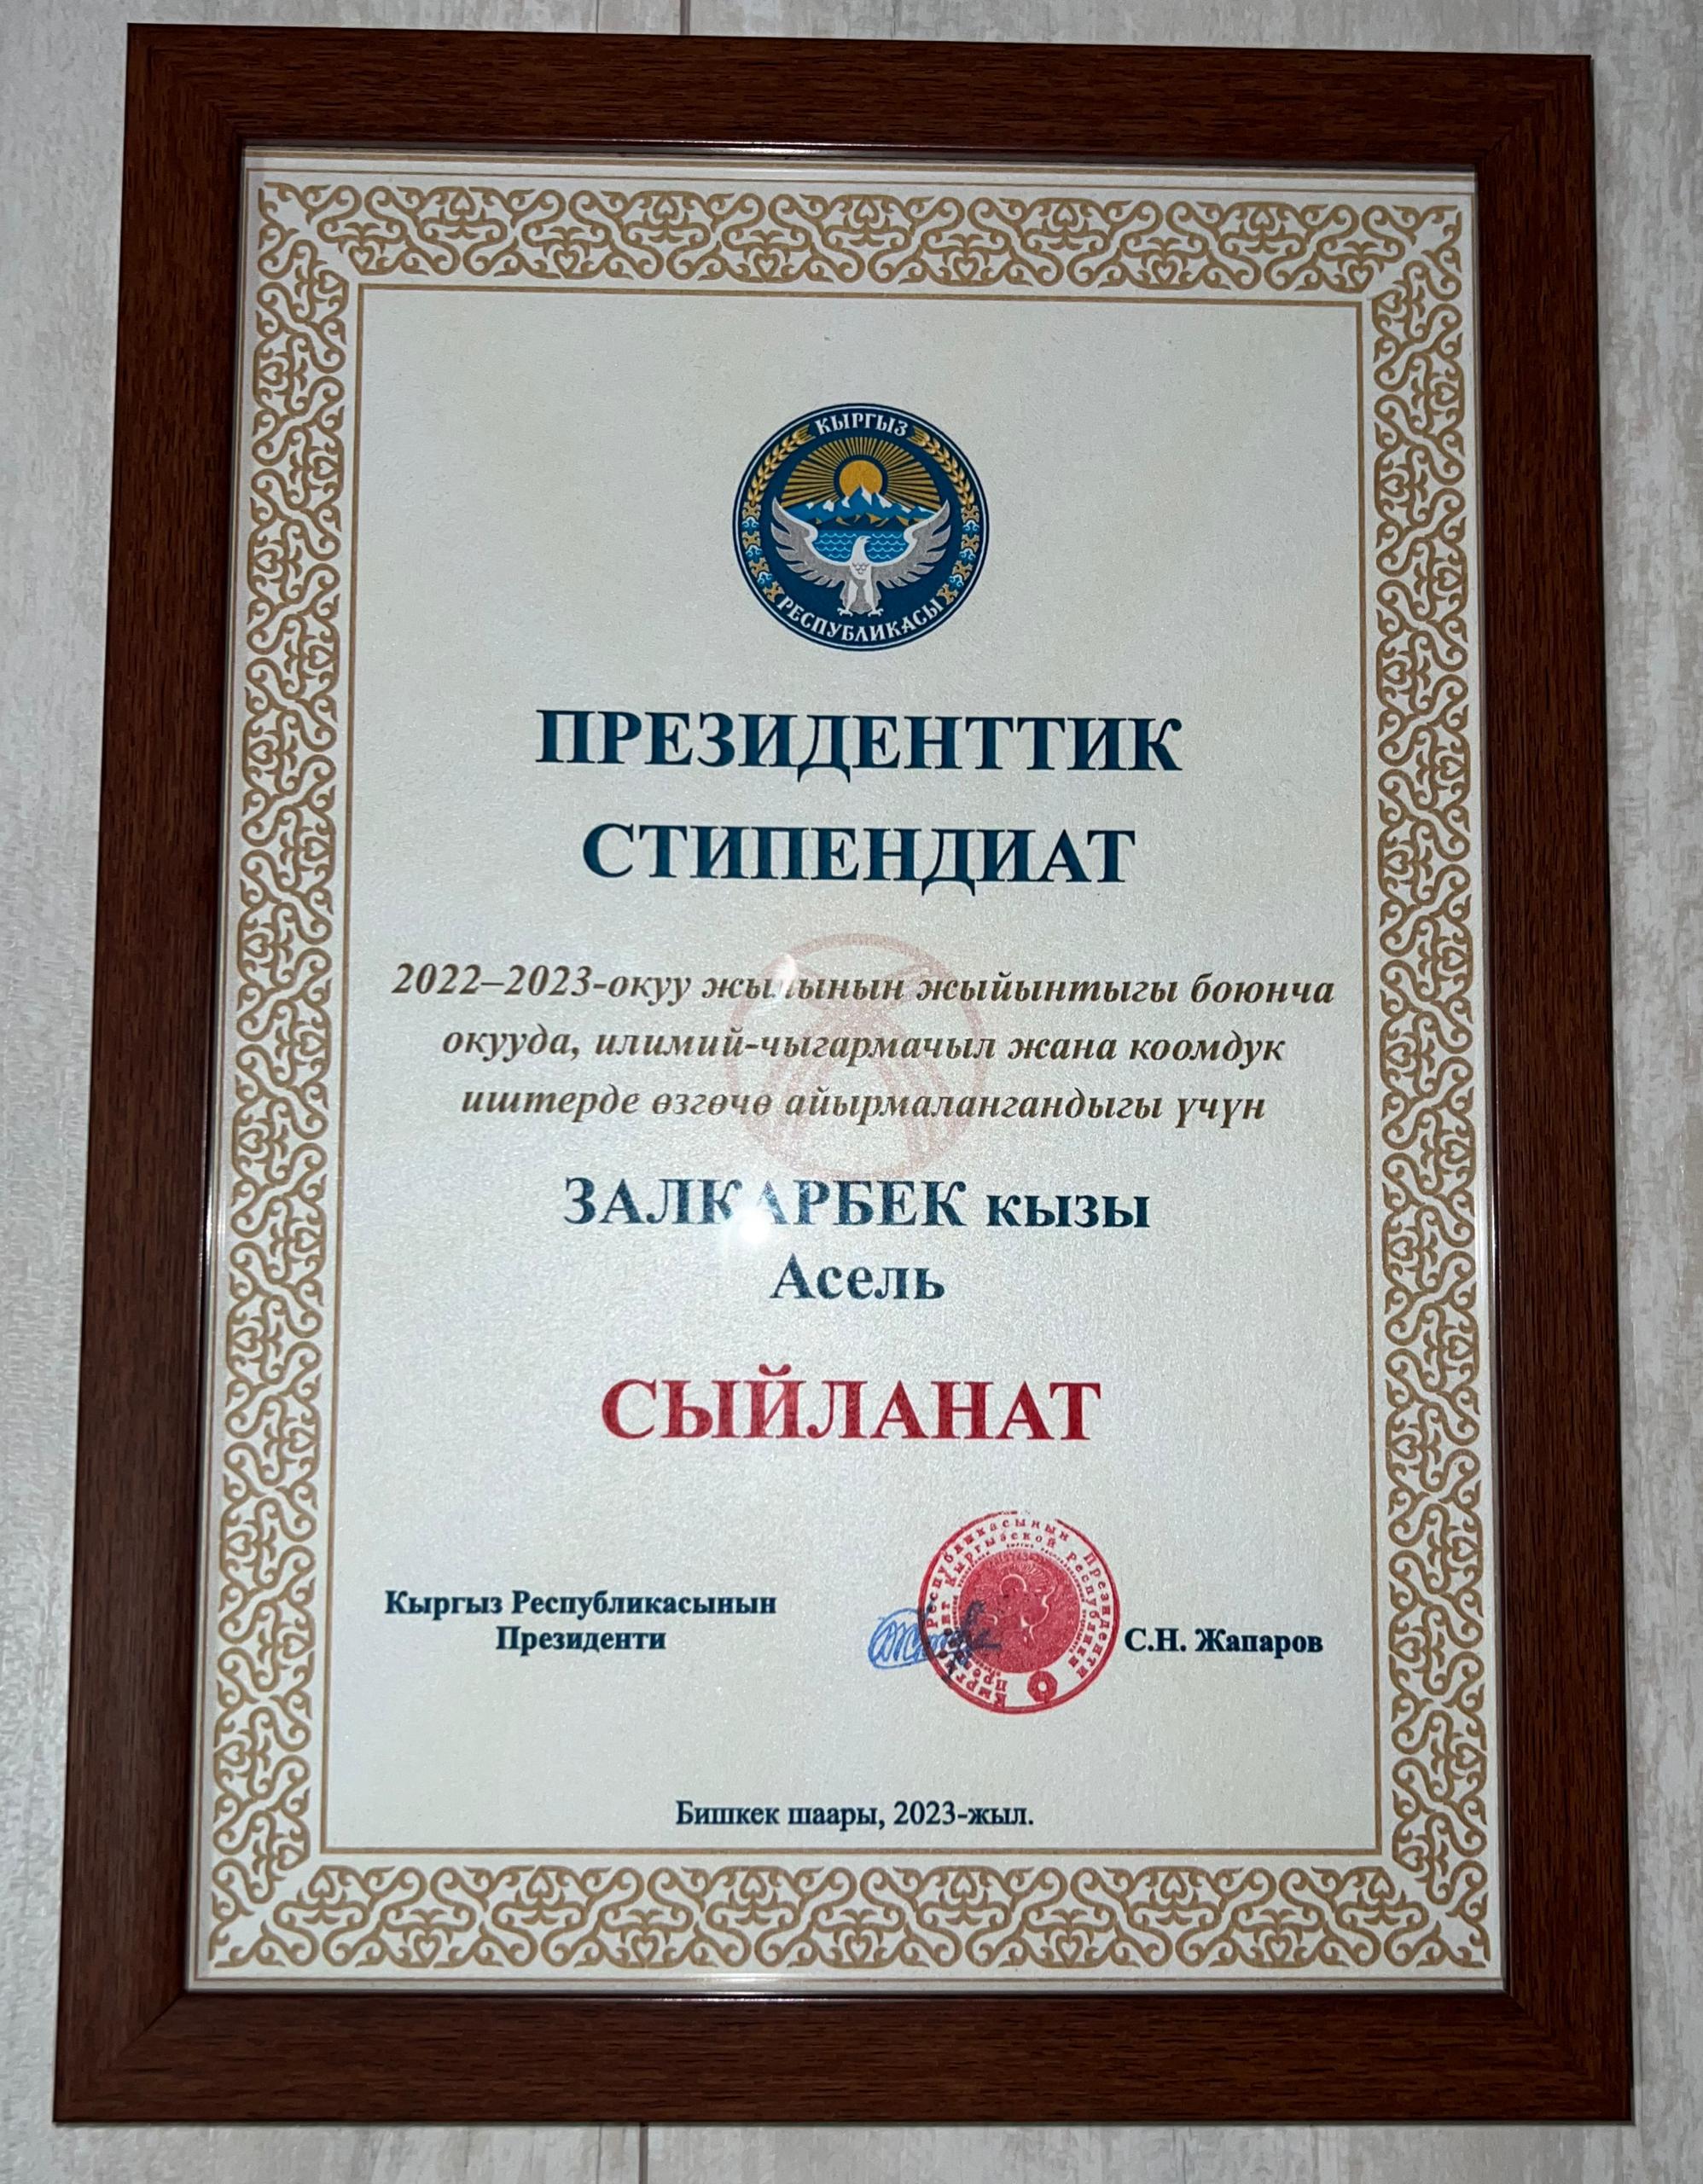 КЫРГЫЗ
РЕСПУБЛИКАСЫ
ПРЕЗИДЕНТТИК
СТИПЕНДИАТ
2022–2023-окуу жылынын жыйынтыгы боюнча
окууда, илимий-чыгармачыл жана коомдук
иштерде өзгөчө айырмалангандыгы үчүн
ЗАЛКАРБЕК кызы
Асель
СЫЙЛАНАТ
Кыргыз Республикасынын
Президенти
С.Н. Жапаров
Бишкек шаары, 2023-жыл.